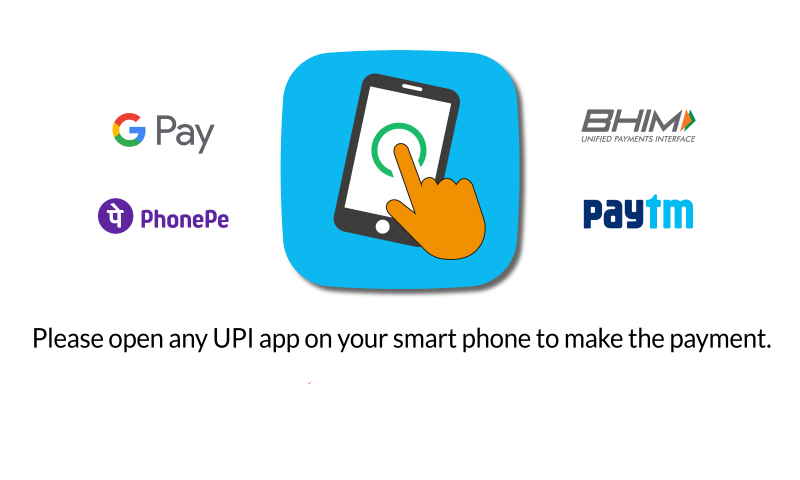 G Pay
BHIM
UNIFIED PAYMENTS INTERFACE
पे PhonePe
paytm
Please open any UPI app on your smart phone to make the payment.